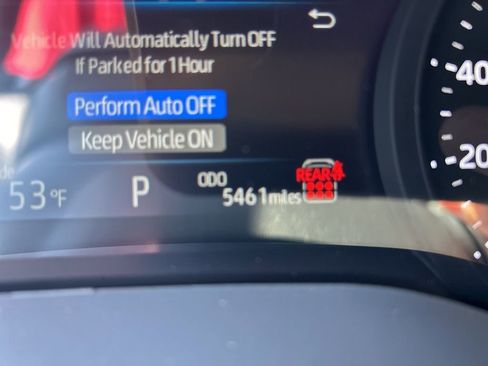 Vehicle Will Automatically Turn OFF
If Parked for 1 Hour
Perform Auto OFF
Keep Vehicle ON
53°F
P
ODO
5461 miles
REAR
40
20